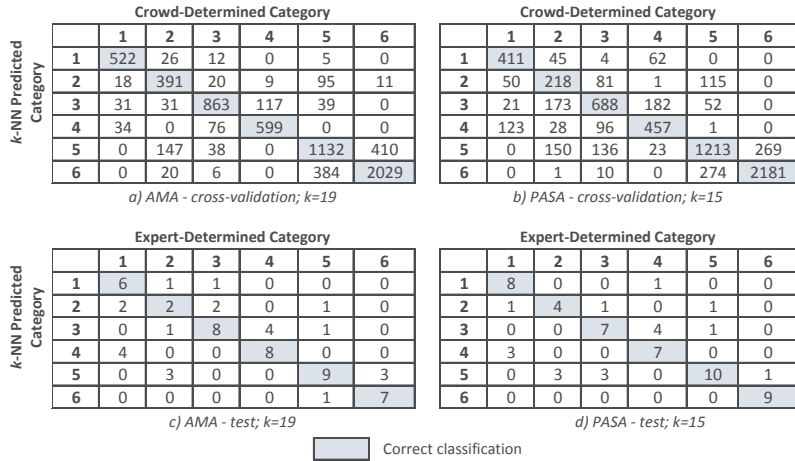 Crowd-Determined Category
k-NN Predicted Category
1 2 3 4 5 6
1 522 26 12 0 5 0
2 18 391 20 9 95 11
3 31 31 863 117 39 0
4 34 0 76 599 0 0
5 0 147 38 0 1132 410
6 0 20 6 0 384 2029
a) AMA - cross-validation; k=19
Crowd-Determined Category
1 2 3 4 5 6
1 411 45 4 62 0 0
2 50 218 81 1 115 0
3 21 173 688 182 52 0
4 123 28 96 457 1 0
5 0 150 136 23 1213 269
6 0 1 10 0 274 2181
b) PASA - cross-validation; k=15
Expert-Determined Category
k-NN Predicted Category
1 2 3 4 5 6
1 6 1 1 0 0 0
2 2 2 2 0 1 0
3 0 1 8 4 1 0
4 4 0 0 8 0 0
5 0 3 0 0 9 3
6 0 0 0 0 1 7
c) AMA - test; k=19
Expert-Determined Category
1 2 3 4 5 6
1 8 0 0 1 0 0
2 1 4 1 0 1 0
3 0 0 7 4 1 0
4 3 0 0 7 0 0
5 0 3 3 0 10 1
6 0 0 0 0 0 9
d) PASA - test; k=15
Correct classification